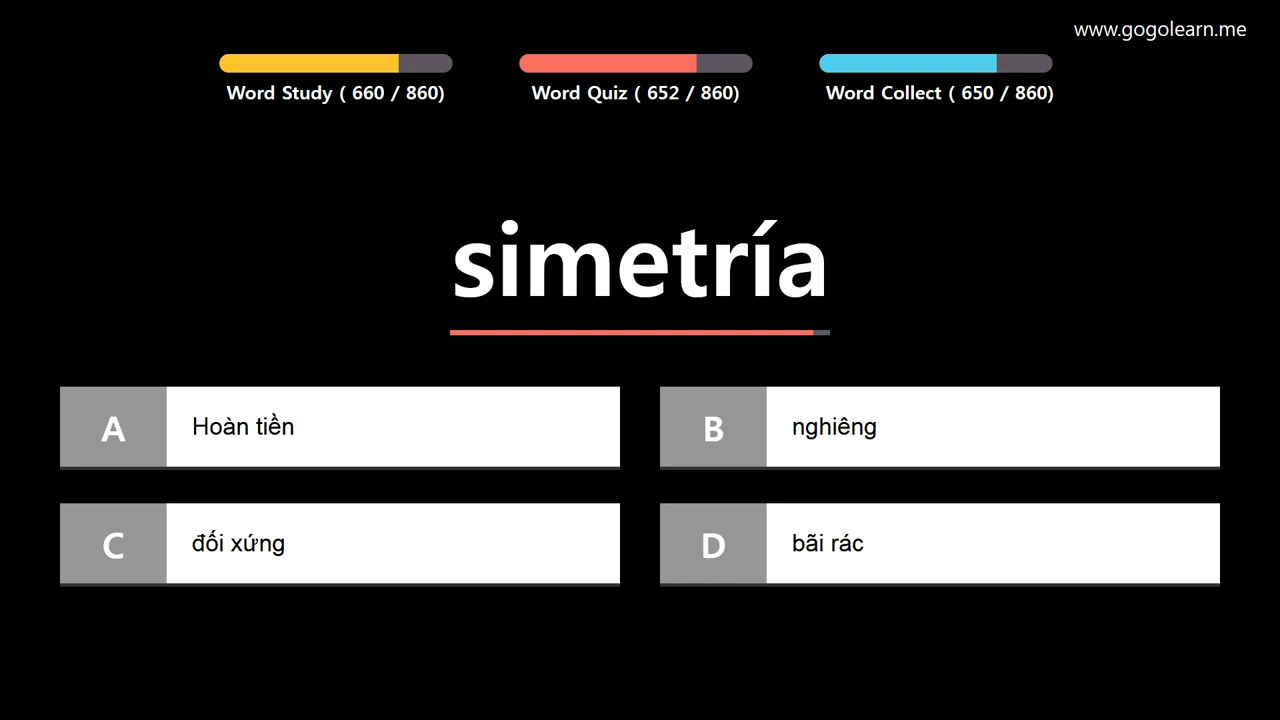 www.gogolearn.me
Word Study ( 660 / 860)
Word Quiz ( 652 / 860)
Word Collect ( 650 / 860)
simetría
A Hoàn tiền
B nghiêng
C đối xứng
D bãi rác